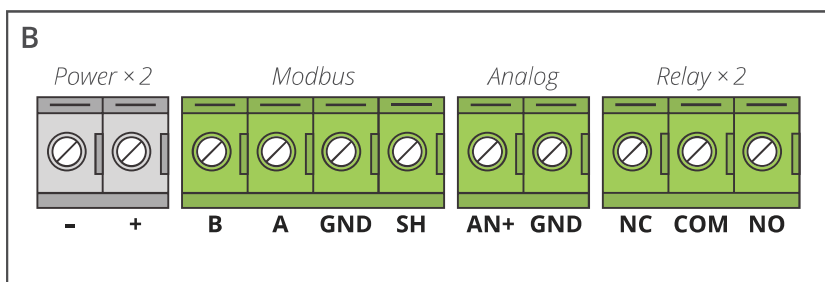 B
Power × 2 Modbus Analog Relay × 2
- + B A GND SH AN+ GND NC COM NO